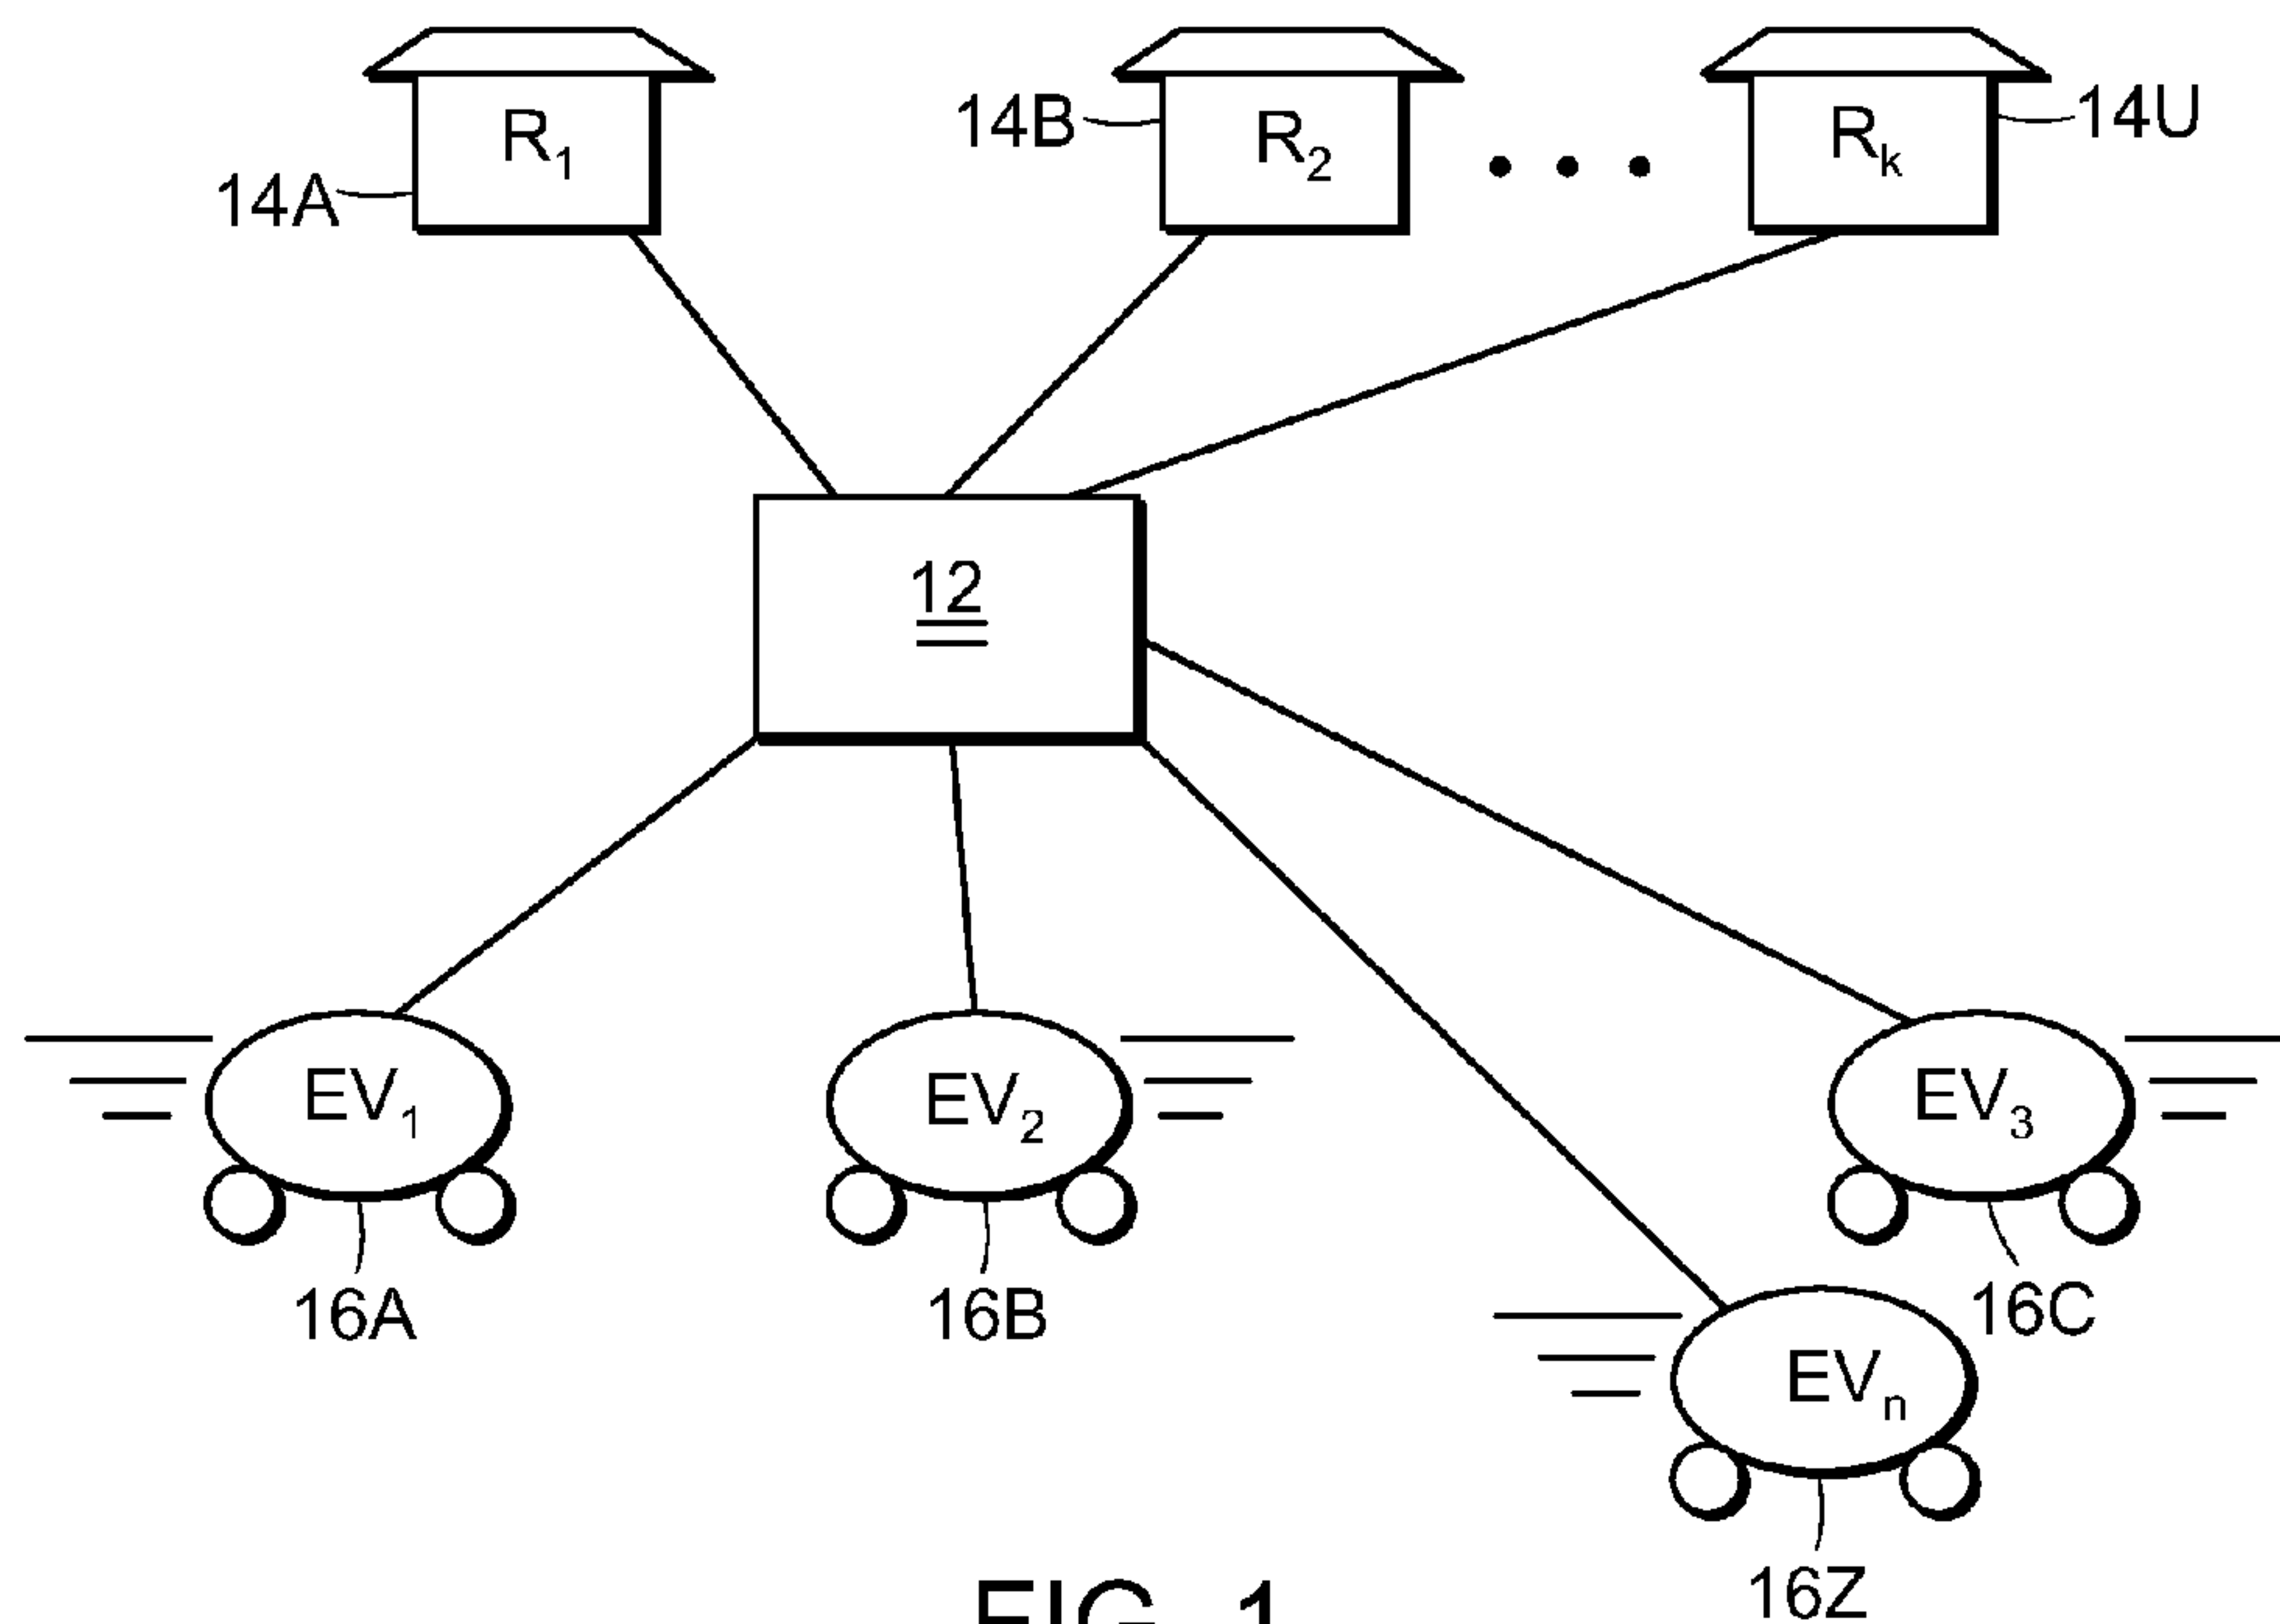 R1
R2
Rk
14A
14B
14U
12
EV1
EV2
EV3
16A
16B
16C
EVn
16Z
FIG. 1